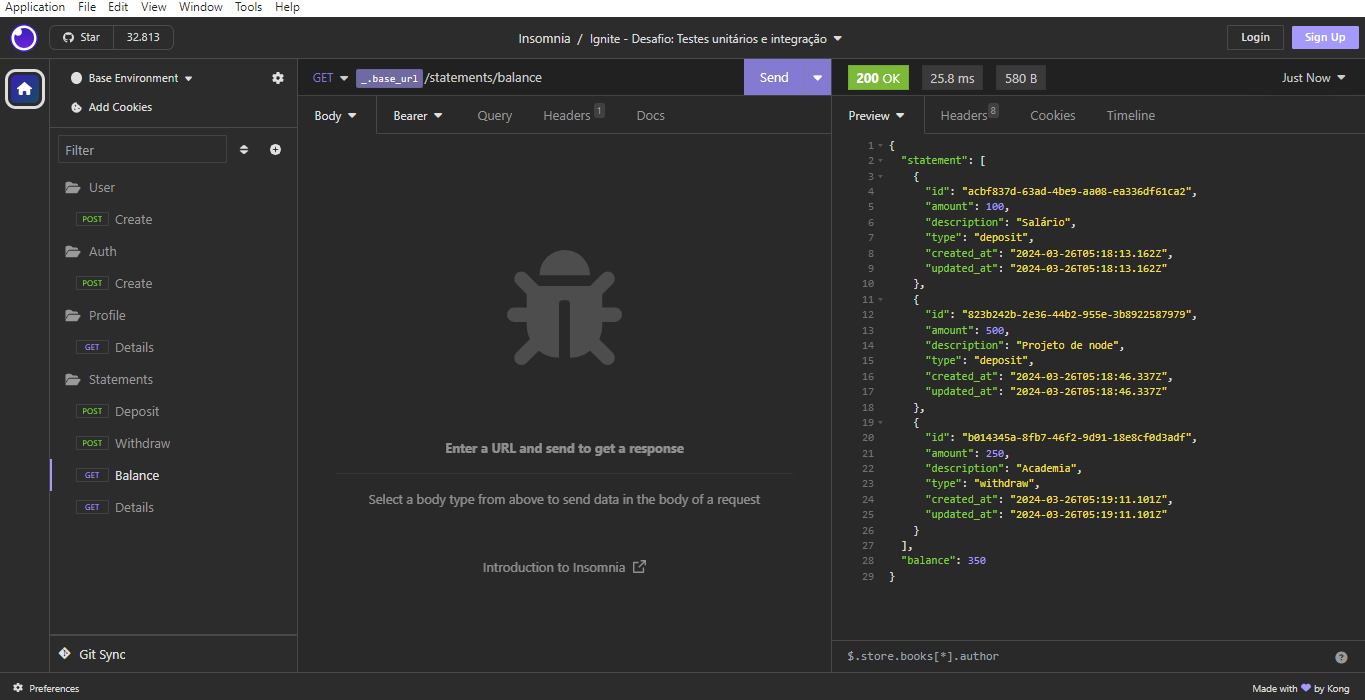 Application File Edit View Window Tools Help
Star 32.813
Insomnia / Ignite - Desafio: Testes unitários e integração
Login Sign Up
Base Environment
Add Cookies
Filter
User
POST Create
Auth
POST Create
Profile
GET Details
Statements
POST Deposit
POST Withdraw
GET Balance
GET Details
Git Sync
GET _.base_url /statements/balance Send
Body Bearer Query Headers 1 Docs
Enter a URL and send to get a response
Select a body type from above to send data in the body of a request
Introduction to Insomnia
200 OK 25.8 ms 580 B Just Now
Preview Headers 8 Cookies Timeline
1 {
2 "statement": [
3 {
4 "id": "acbf837d-63ad-4be9-aa08-ea336df61ca2",
5 "amount": 100,
6 "description": "Salário",
7 "type": "deposit",
8 "created_at": "2024-03-26T05:18:13.162Z",
9 "updated_at": "2024-03-26T05:18:13.162Z"
10 },
11 {
12 "id": "823b242b-2e36-44b2-955e-3b8922587979",
13 "amount": 500,
14 "description": "Projeto de node",
15 "type": "deposit",
16 "created_at": "2024-03-26T05:18:46.337Z",
17 "updated_at": "2024-03-26T05:18:46.337Z"
18 },
19 {
20 "id": "b014345a-8fb7-46f2-9d91-18e8cf0d3adf",
21 "amount": 250,
22 "description": "Academia",
23 "type": "withdraw",
24 "created_at": "2024-03-26T05:19:11.101Z",
25 "updated_at": "2024-03-26T05:19:11.101Z"
26 }
27 ],
28 "balance": 350
29 }
$.store.books[*].author
?
Preferences
Made with by Kong